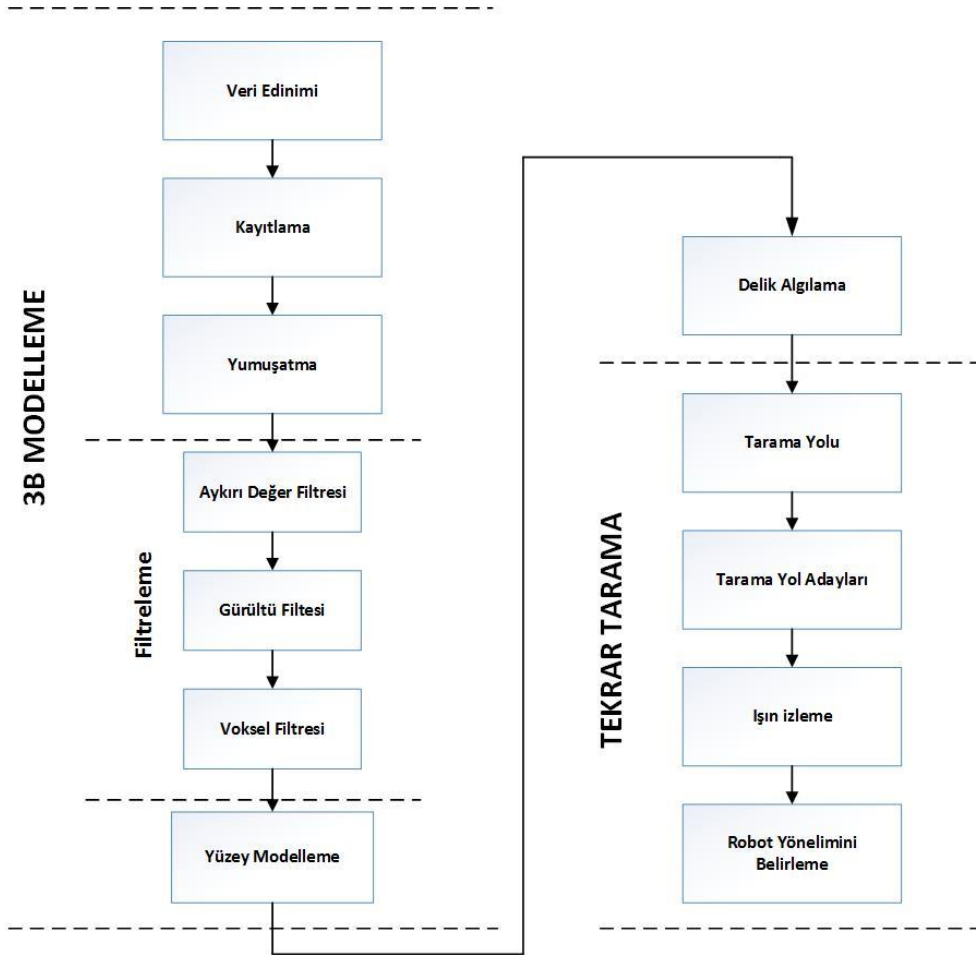 3B MODELLEME
Veri Edinimi
Kayıtlama
Yumuşatma
Filtreleme
Aykırı Değer Filtresi
Gürültü Filtesi
Voksel Filtresi
Yüzey Modelleme
Delik Algılama
TEKRAR TARAMA
Tarama Yolu
Tarama Yol Adayları
Işın izleme
Robot Yönelimini
Belirleme